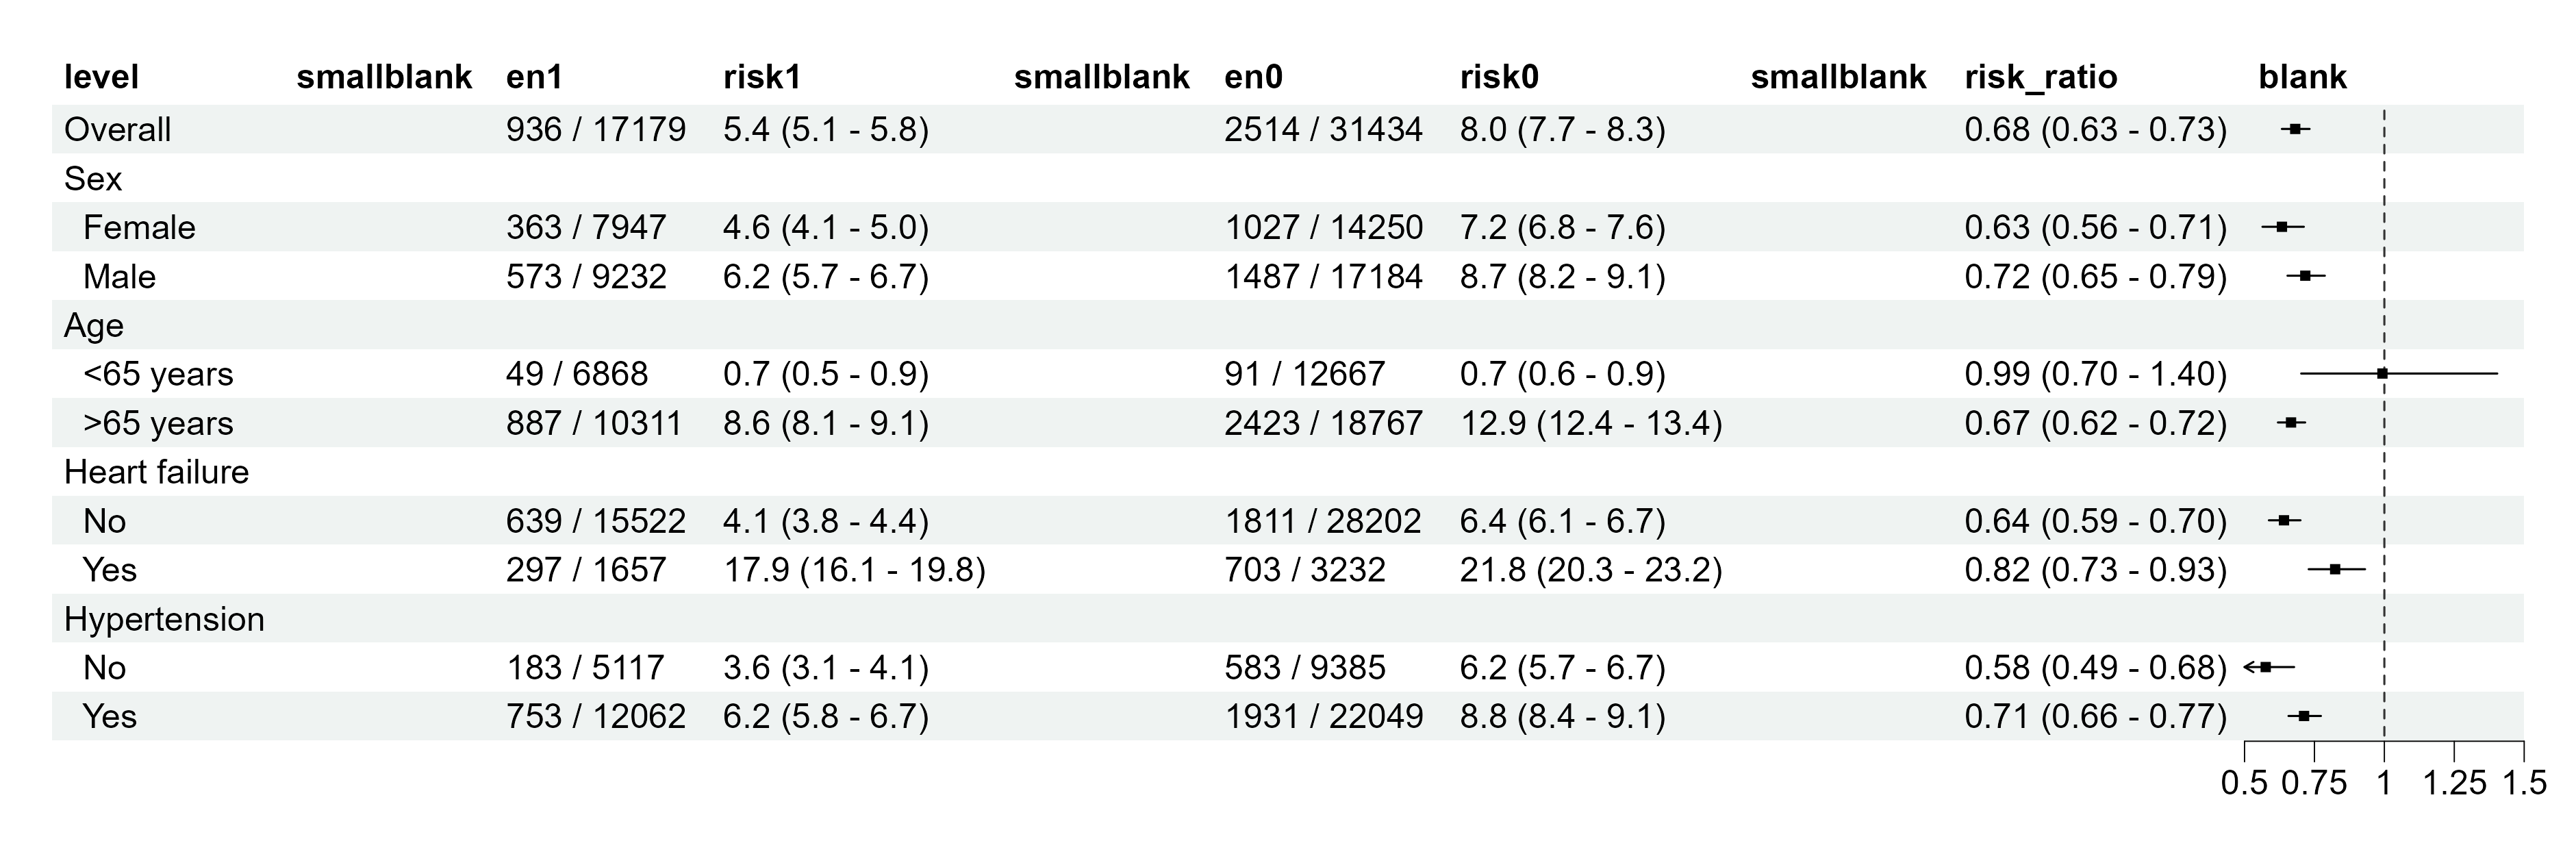 level smallblank en1 risk1 smallblank en0 risk0 smallblank risk_ratio blank
Overall 936 / 17179 5.4 (5.1 - 5.8) 2514 / 31434 8.0 (7.7 - 8.3) 0.68 (0.63 - 0.73)
Sex
Female 363 / 7947 4.6 (4.1 - 5.0) 1027 / 14250 7.2 (6.8 - 7.6) 0.63 (0.56 - 0.71)
Male 573 / 9232 6.2 (5.7 - 6.7) 1487 / 17184 8.7 (8.2 - 9.1) 0.72 (0.65 - 0.79)
Age
<65 years 49 / 6868 0.7 (0.5 - 0.9) 91 / 12667 0.7 (0.6 - 0.9) 0.99 (0.70 - 1.40)
>65 years 887 / 10311 8.6 (8.1 - 9.1) 2423 / 18767 12.9 (12.4 - 13.4) 0.67 (0.62 - 0.72)
Heart failure
No 639 / 15522 4.1 (3.8 - 4.4) 1811 / 28202 6.4 (6.1 - 6.7) 0.64 (0.59 - 0.70)
Yes 297 / 1657 17.9 (16.1 - 19.8) 703 / 3232 21.8 (20.3 - 23.2) 0.82 (0.73 - 0.93)
Hypertension
No 183 / 5117 3.6 (3.1 - 4.1) 583 / 9385 6.2 (5.7 - 6.7) 0.58 (0.49 - 0.68)
Yes 753 / 12062 6.2 (5.8 - 6.7) 1931 / 22049 8.8 (8.4 - 9.1) 0.71 (0.66 - 0.77)
0.5 0.75 1 1.25 1.5